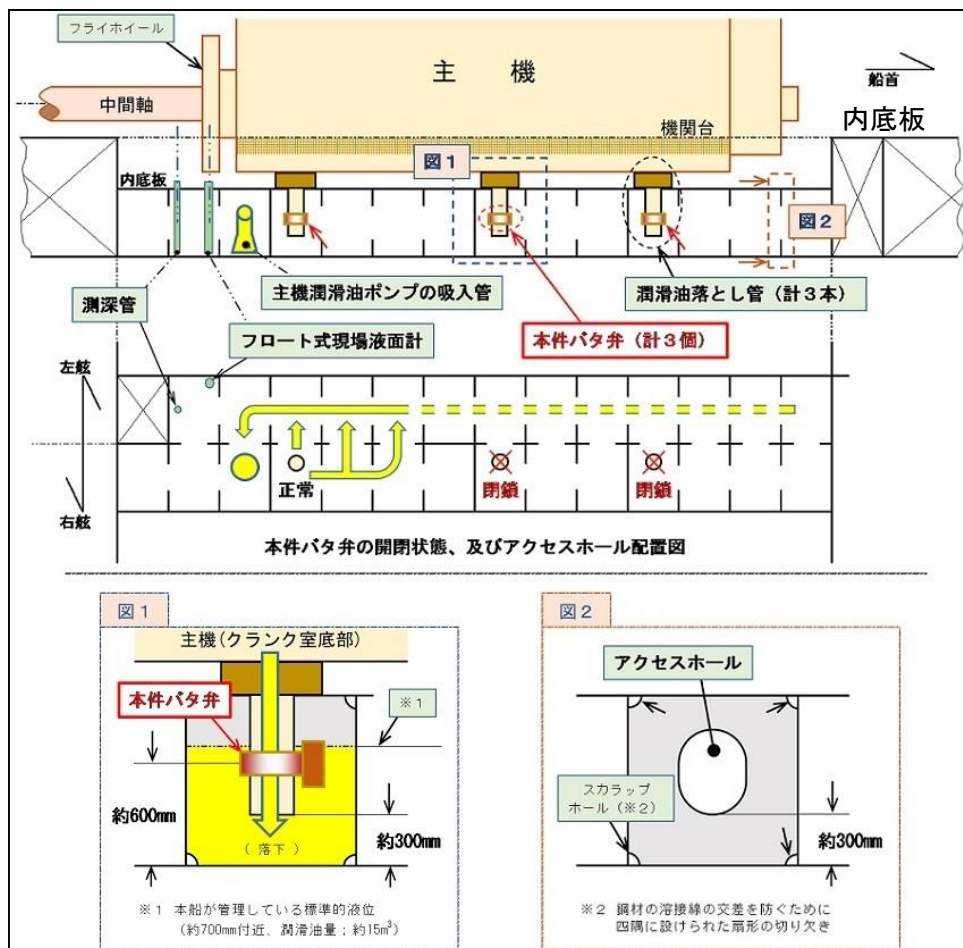 フライホイール
主　機
船首
中間軸
機関台
内底板
内底板
図１
図２
測深管
主機潤滑油ポンプの吸入管
潤滑油落とし管（計３本）
フロート式現場液面計
本件バタ弁（計３個）
左舷
右舷
正常
閉鎖
閉鎖
本件バタ弁の開閉状態、及びアクセスホール配置図
図１
主機(クランク室底部)
本件バタ弁
※１
約600mm
約300mm
（落下）
※１ 本船が管理している標準的液位
（約700mm付近、潤滑油量；約15m³）
図２
アクセスホール
スカラップ
ホール（※２）
約300mm
※２ 鋼材の溶接線の交差を防ぐために
四隅に設けられた扇形の切り欠き